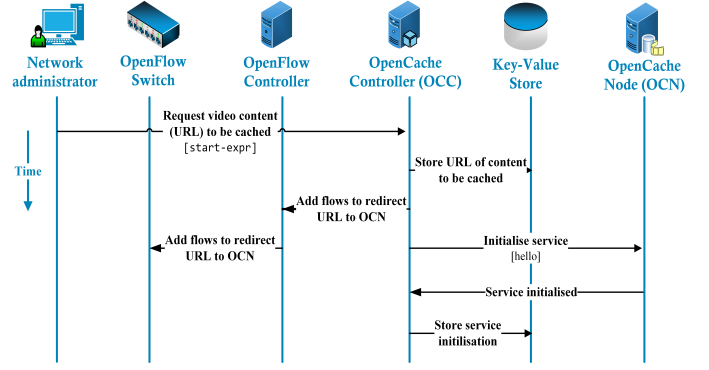 Network
administrator
OpenFlow
Switch
OpenFlow
Controller
OpenCache
Controller (OCC)
Key-Value
Store
OpenCache
Node (OCN)
Request video content
(URL) to be cached
[start-expr]
Time
Store URL of content
to be cached
Add flows to redirect
URL to OCN
Add flows to redirect
URL to OCN
Initialise service
[hello]
Service initialised
Store service
initilisation